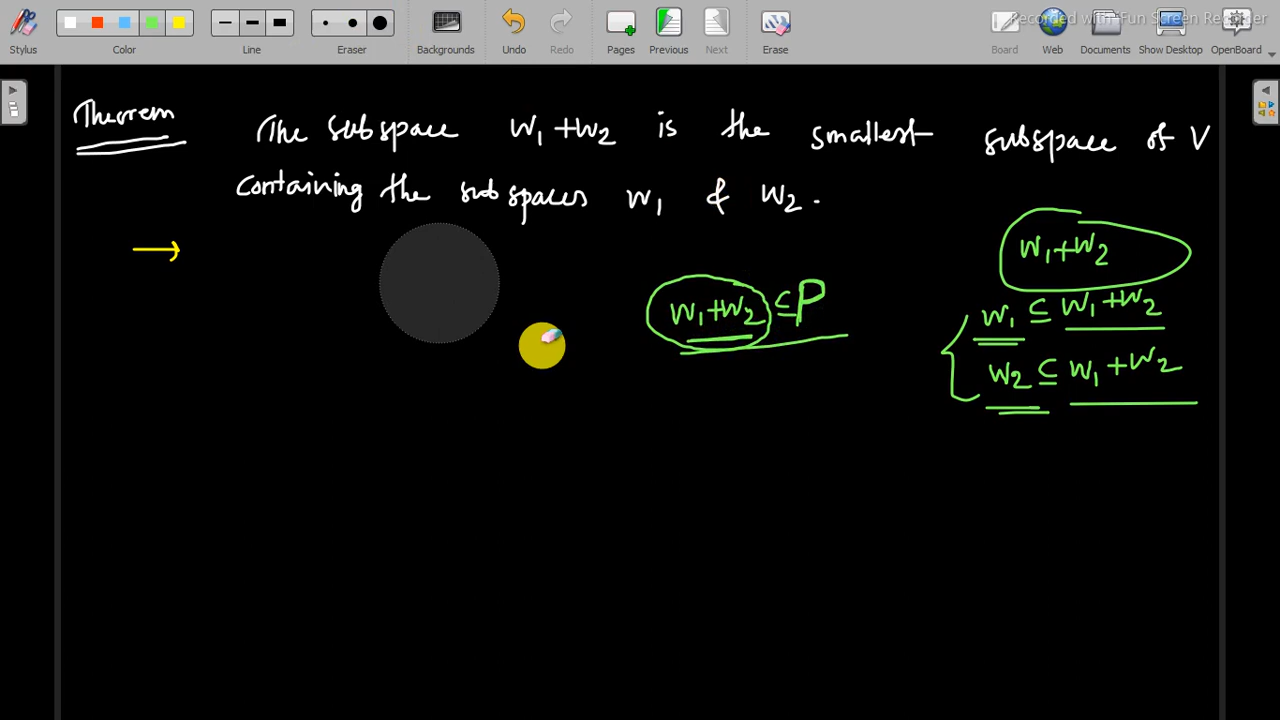 Recorded with iFun Screen Recorder
Stylus Color Line Eraser Backgrounds Undo Redo Pages Previous Next Erase Board Web Documents Show Desktop OpenBoard
Theorem The subspace W1+W2 is the smallest subspace of V
containing the subspaces W1 & W2.
→
W1+W2 ⊆ P
W1+W2
W1 ⊆ W1+W2
W2 ⊆ W1+W2